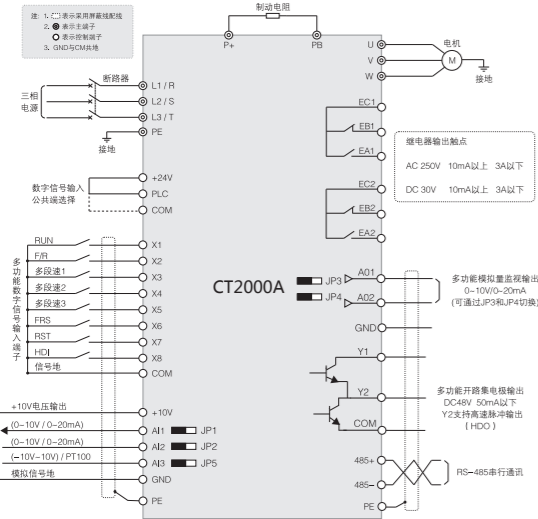 注: 1. 表示采用屏蔽线配线
2. 表示主端子
表示控制端子
3. GND与CM共地
制动电阻
P+
PB
断路器
三相
电源
L1 / R
L2 / S
L3 / T
PE
接地
U
V
W
电机
M
接地
EC1
EB1
EA1
EC2
EB2
EA2
继电器输出触点
AC 250V 10mA以上 3A以下
DC 30V 10mA以上 3A以下
数字信号输入
公共端选择
+24V
PLC
COM
多功能数字信号输入端子
RUN
X1
F/R
X2
多段速1
X3
多段速2
X4
多段速3
X5
FRS
X6
RST
X7
HDI
X8
信号地
COM
CT2000A
JP3
A01
JP4
A02
GND
多功能模拟量监视输出
0~10V/0~20mA
(可通过JP3和JP4切换)
Y1
Y2
COM
多功能开路集电极输出
DC48V 50mA以下
Y2支持高速脉冲输出
( HDO )
+10V电压输出
+10V
(0~10V / 0~20mA)
AI1
JP1
(0~10V / 0~20mA)
AI2
JP2
(-10V~10V) / PT100
AI3
JP5
模拟信号地
GND
PE
485+
485-
PE
RS-485串行通讯